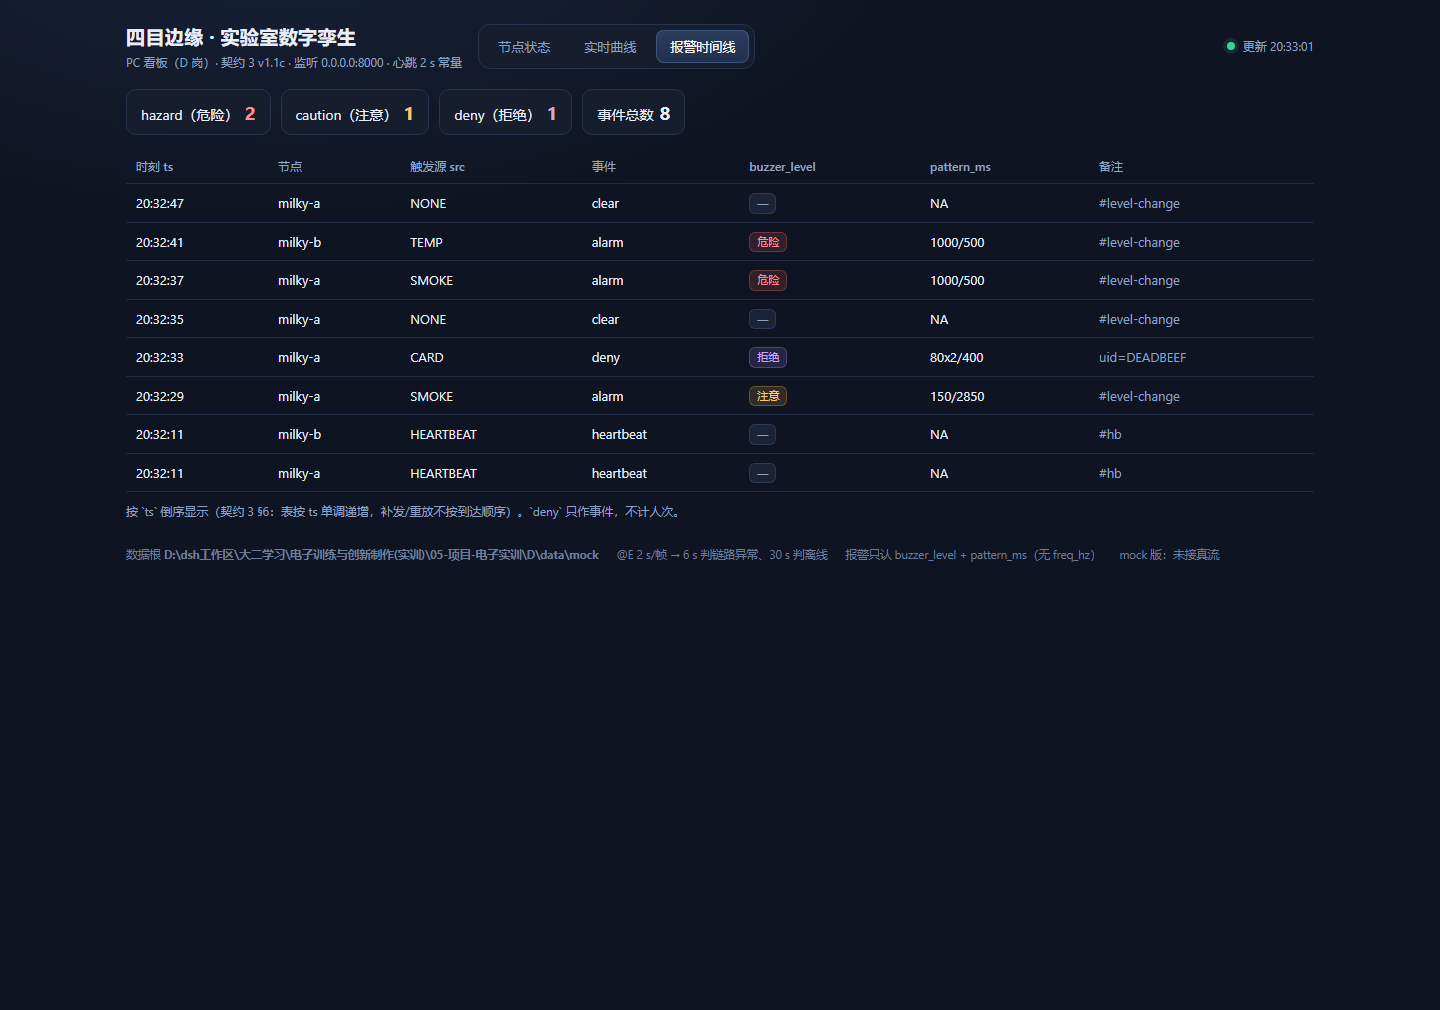 四目边缘 · 实验室数字孪生
PC 看板（D 岗）· 契约 3 v1.1c · 监听 0.0.0.0:8000 · 心跳 2 s 常量
节点状态 实时曲线 报警时间线
更新 20:33:01
hazard（危险） 2 caution（注意） 1 deny（拒绝） 1 事件总数 8
时刻 ts 节点 触发源 src 事件 buzzer_level pattern_ms 备注
20:32:47 milky-a NONE clear — NA #level-change
20:32:41 milky-b TEMP alarm 危险 1000/500 #level-change
20:32:37 milky-a SMOKE alarm 危险 1000/500 #level-change
20:32:35 milky-a NONE clear — NA #level-change
20:32:33 milky-a CARD deny 拒绝 80x2/400 uid=DEADBEEF
20:32:29 milky-a SMOKE alarm 注意 150/2850 #level-change
20:32:11 milky-b HEARTBEAT heartbeat — NA #hb
20:32:11 milky-a HEARTBEAT heartbeat — NA #hb
按 `ts` 倒序显示（契约 3 §6：表按 ts 单调递增，补发/重放不按到达顺序）。`deny` 只作事件，不计人次。
数据根 D:\dsh工作区\大二学习\电子训练与创新制作(实训)\05-项目-电子实训\D\data\mock @E 2 s/帧 → 6 s 判链路异常、30 s 判离线 报警只认 buzzer_level + pattern_ms（无 freq_hz） mock 版：未接真流